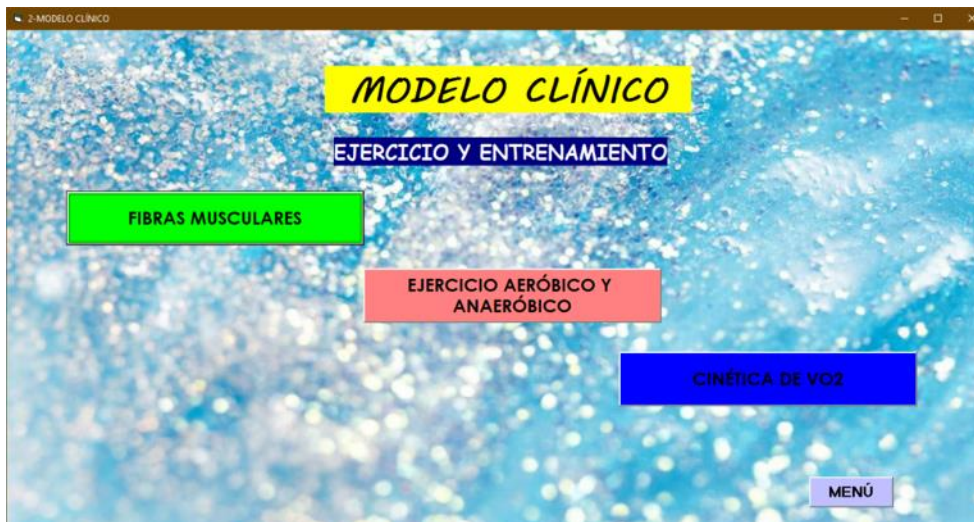 2-MODELO CLÍNICO
MODELO CLÍNICO
EJERCICIO Y ENTRENAMIENTO
FIBRAS MUSCULARES
EJERCICIO AERÓBICO Y
ANAERÓBICO
CINÉTICA DE VO2
MENÚ